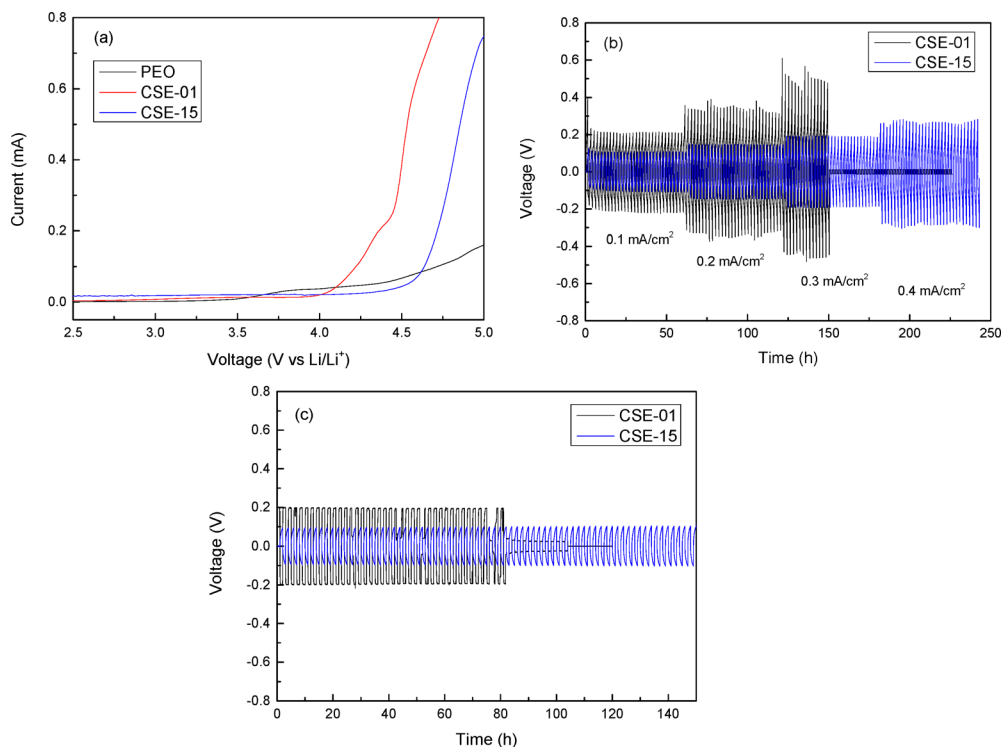 (a)
PEO
CSE-01
CSE-15
0.8
0.6
0.4
0.2
0.0
Current (mA)
2.5 3.0 3.5 4.0 4.5 5.0
Voltage (V vs Li/Li⁺)
(b)
CSE-01
CSE-15
0.8
0.6
0.4
0.2
0.0
-0.2
-0.4
-0.6
-0.8
Voltage (V)
0.1 mA/cm²
0.2 mA/cm²
0.3 mA/cm²
0.4 mA/cm²
0 50 100 150 200 250
Time (h)
(c)
CSE-01
CSE-15
0.8
0.6
0.4
0.2
0.0
-0.2
-0.4
-0.6
-0.8
Voltage (V)
0 20 40 60 80 100 120 140
Time (h)